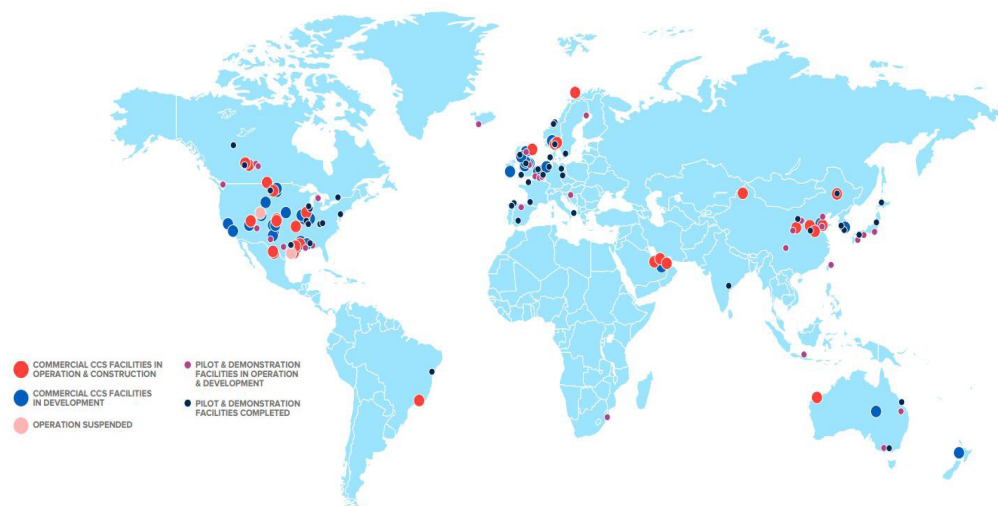 COMMERCIAL CCS FACILITIES IN
OPERATION & CONSTRUCTION
COMMERCIAL CCS FACILITIES
IN DEVELOPMENT
OPERATION SUSPENDED
PILOT & DEMONSTRATION
FACILITIES IN OPERATION
& DEVELOPMENT
PILOT & DEMONSTRATION
FACILITIES COMPLETED